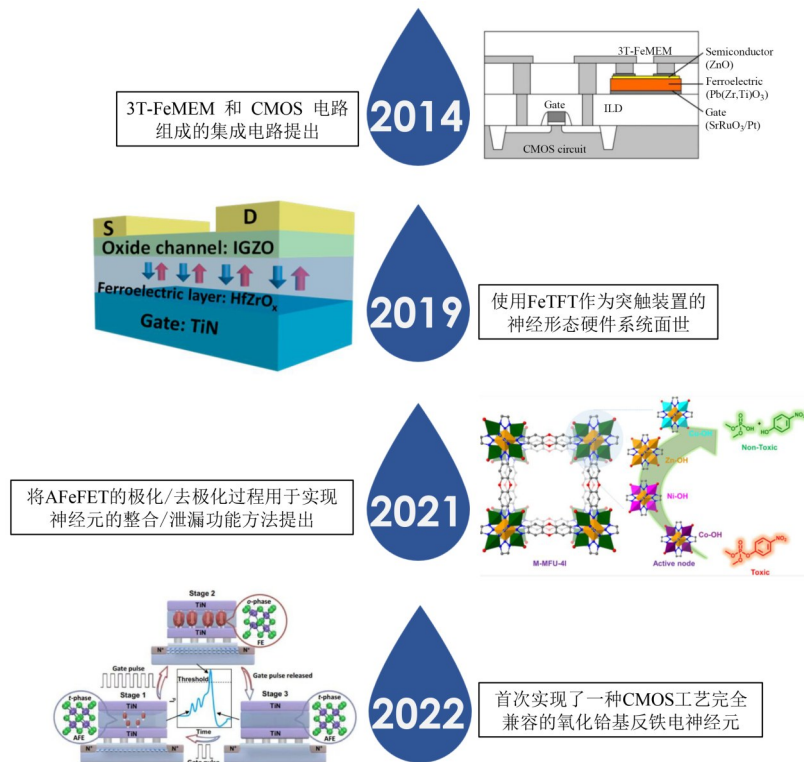 3T-FeMEM 和 CMOS 电路
组成的集成电路提出
2014
3T-FeMEM
Semiconductor
(ZnO)
Ferroelectric
(Pb(Zr,Ti)O₃)
Gate
(SrRuO₃/Pt)
Gate
ILD
CMOS circuit
S
D
Oxide channel: IGZO
Ferroelectric layer: HfZrOₓ
Gate: TiN
2019
使用FeTFT作为突触装置的
神经形态硬件系统面世
将AFeFET的极化/去极化过程用于实现
神经元的整合/泄漏功能方法提出
2021
Zn-OH
Ni-OH
Co-OH
M-MFU-4l
Active node
Non-Toxic
Toxic
Stage 2
TiN
TiN
o-phase
FE
N⁺
N⁺
Gate pulse
Threshold
Gate pulse released
t-phase
AFE
Stage 1
TiN
TiN
N⁺
N⁺
Time
Stage 3
TiN
TiN
t-phase
AFE
N⁺
N⁺
2022
首次实现了一种CMOS工艺完全
兼容的氧化铪基反铁电神经元